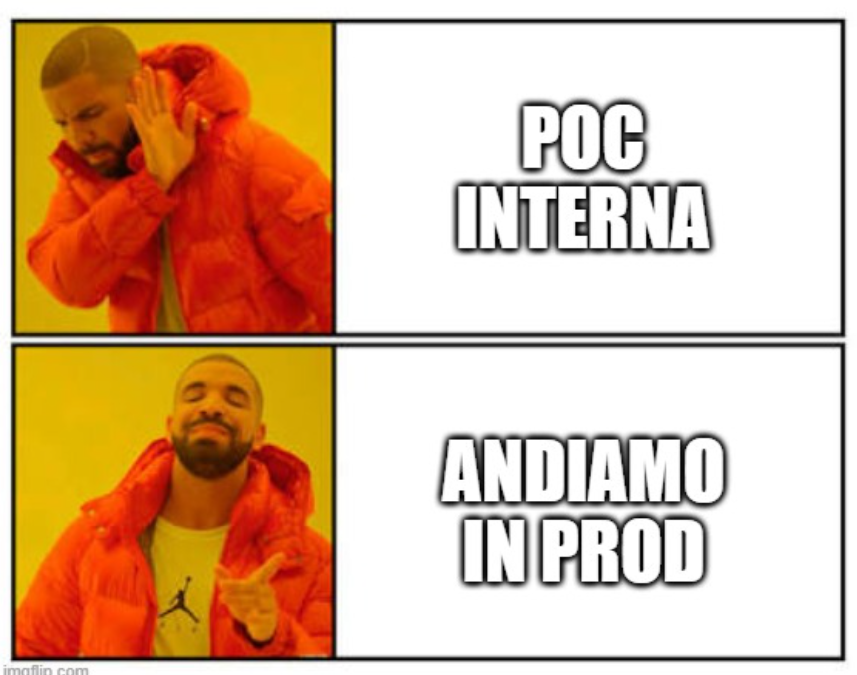 POC
INTERNA
ANDIAMO
IN PROD
imgflip.com